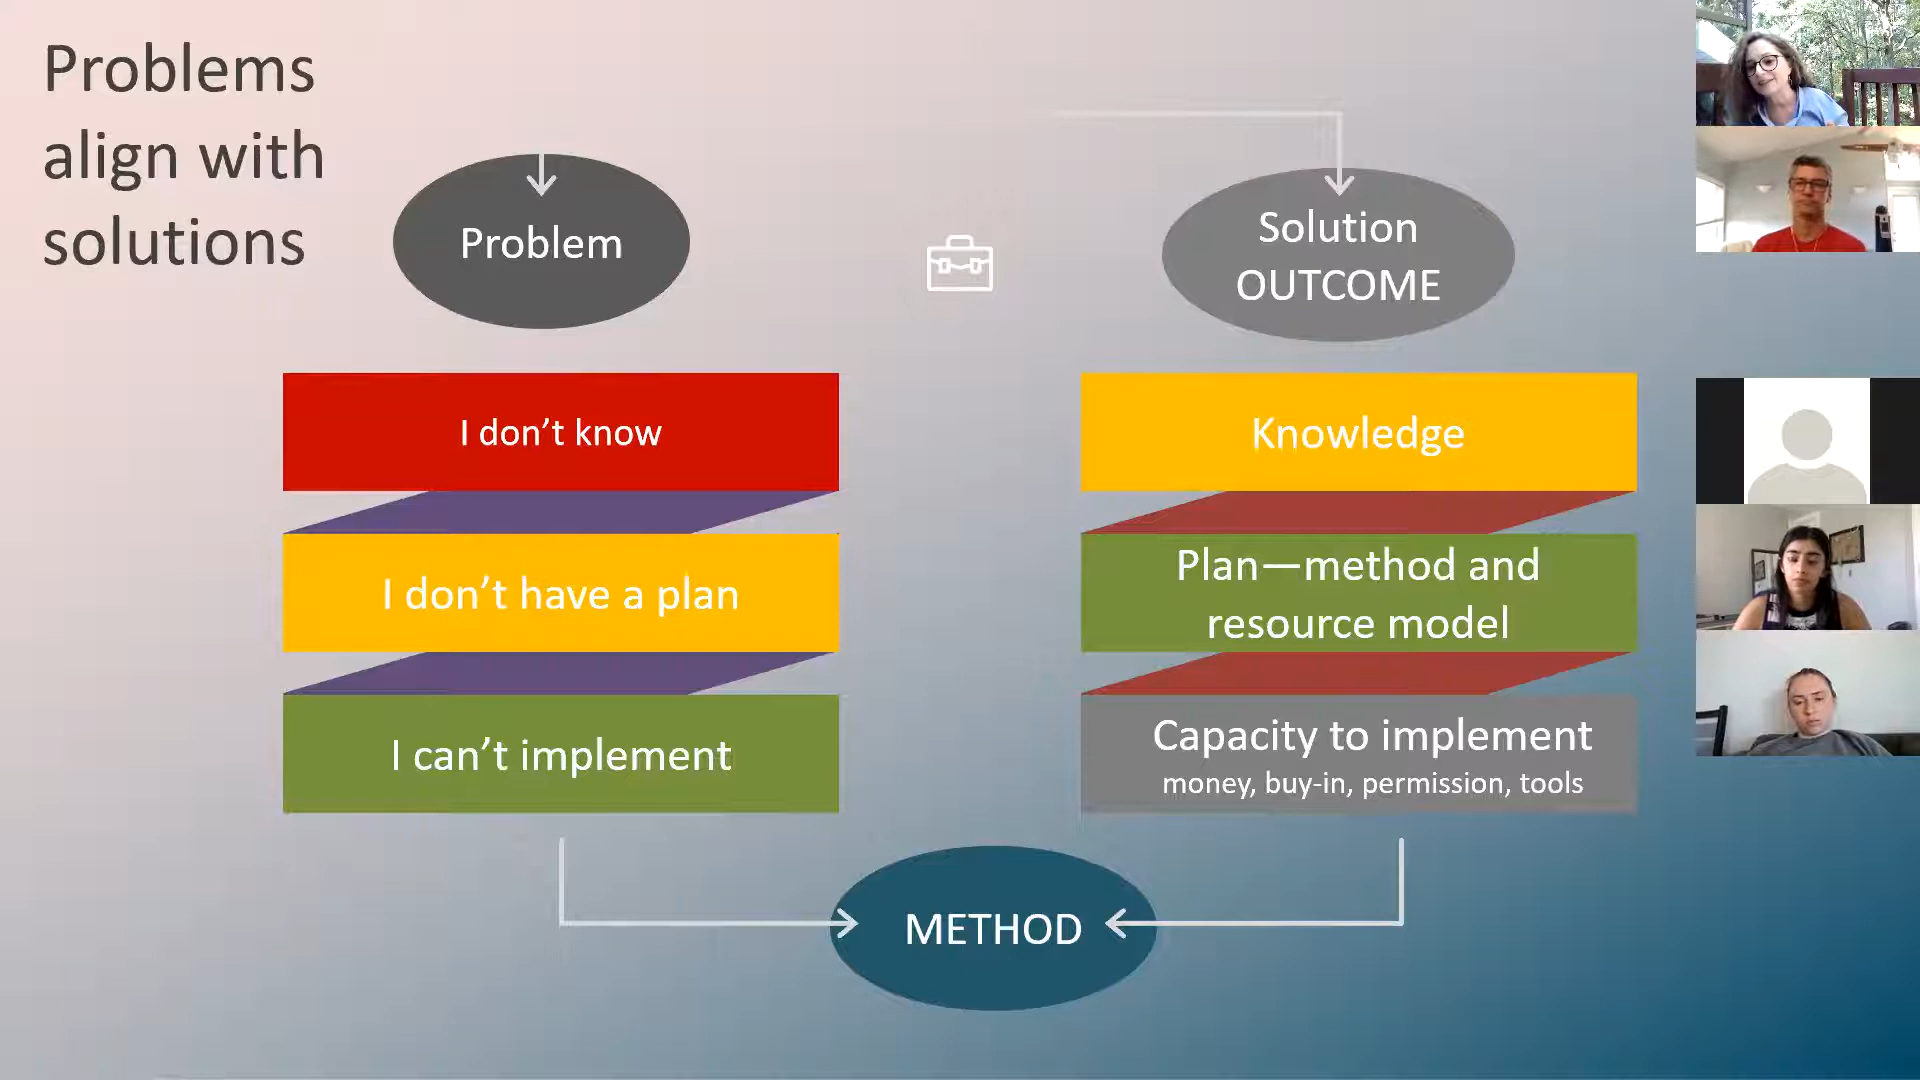 Problems
align with
solutions
Problem
Solution
OUTCOME
I don’t know
Knowledge
I don’t have a plan
Plan—method and
resource model
I can’t implement
Capacity to implement
money, buy-in, permission, tools
METHOD